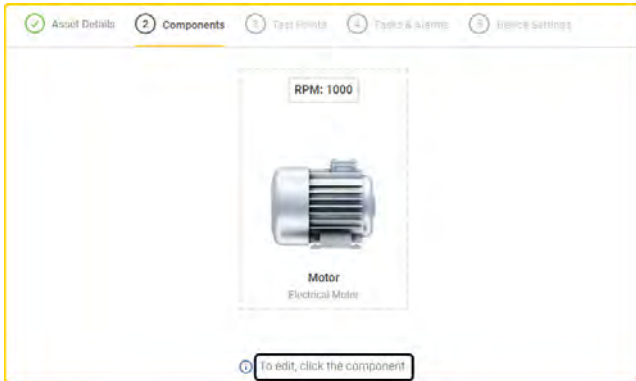 Asset Details 2 Components 3 Test Points 4 Tasks & Alarms 5 Device Settings
RPM: 1000
Motor
Electrical Motor
To edit, click the component